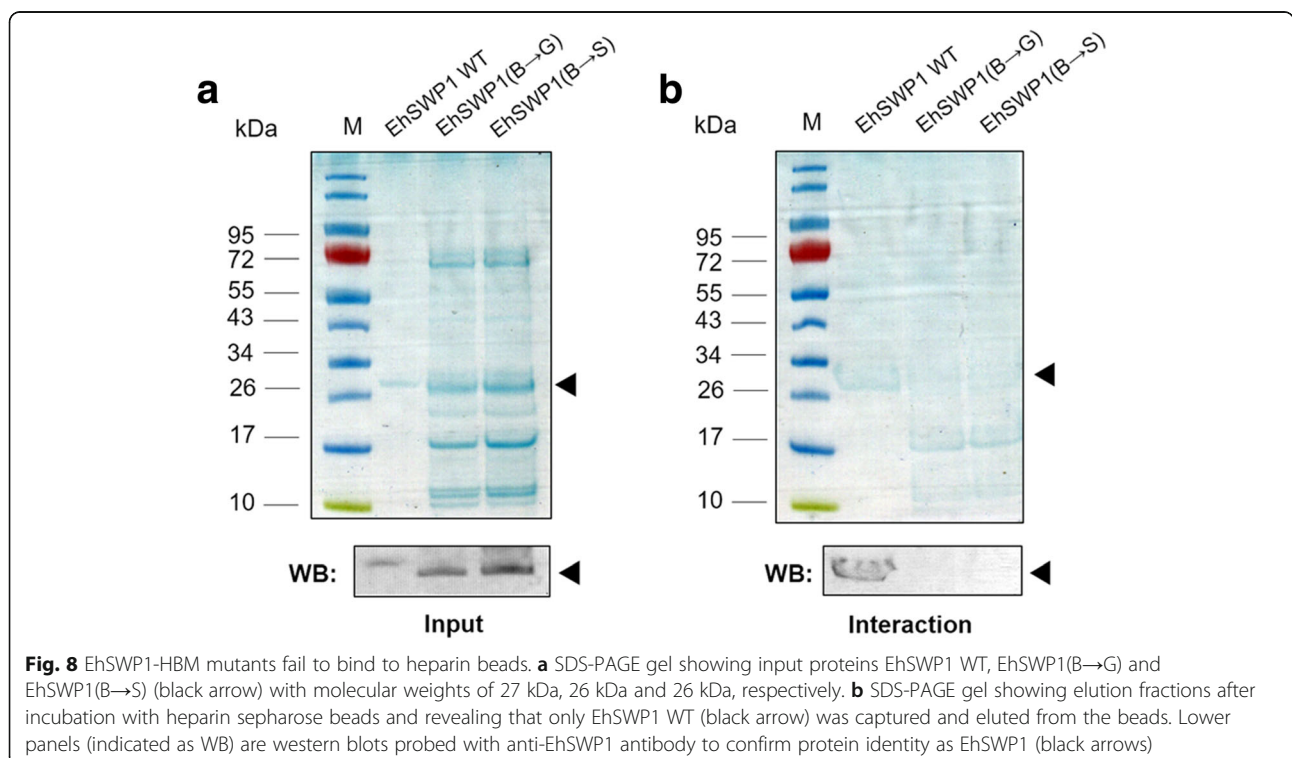 a
kDa M EhSWP1 WT EhSWP1(B→G) EhSWP1(B→S)
95
72
55
43
34
26
17
10
WB:
Input
b
kDa M EhSWP1 WT EhSWP1(B→G) EhSWP1(B→S)
95
72
55
43
34
26
17
10
WB:
Interaction
Fig. 8 EhSWP1-HBM mutants fail to bind to heparin beads. a SDS-PAGE gel showing input proteins EhSWP1 WT, EhSWP1(B→G) and
EhSWP1(B→S) (black arrow) with molecular weights of 27 kDa, 26 kDa and 26 kDa, respectively. b SDS-PAGE gel showing elution fractions after
incubation with heparin sepharose beads and revealing that only EhSWP1 WT (black arrow) was captured and eluted from the beads. Lower
panels (indicated as WB) are western blots probed with anti-EhSWP1 antibody to confirm protein identity as EhSWP1 (black arrows)